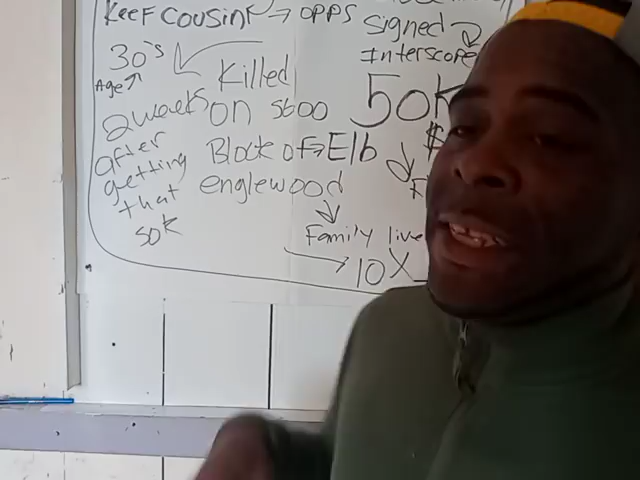 Keef cousin → OPPS
Signed
Interscope
30's
Age
Killed
50K
2 weeks
after
getting
that
50K
on 5600
Block of → Elb
englewood
$
Family live
10X